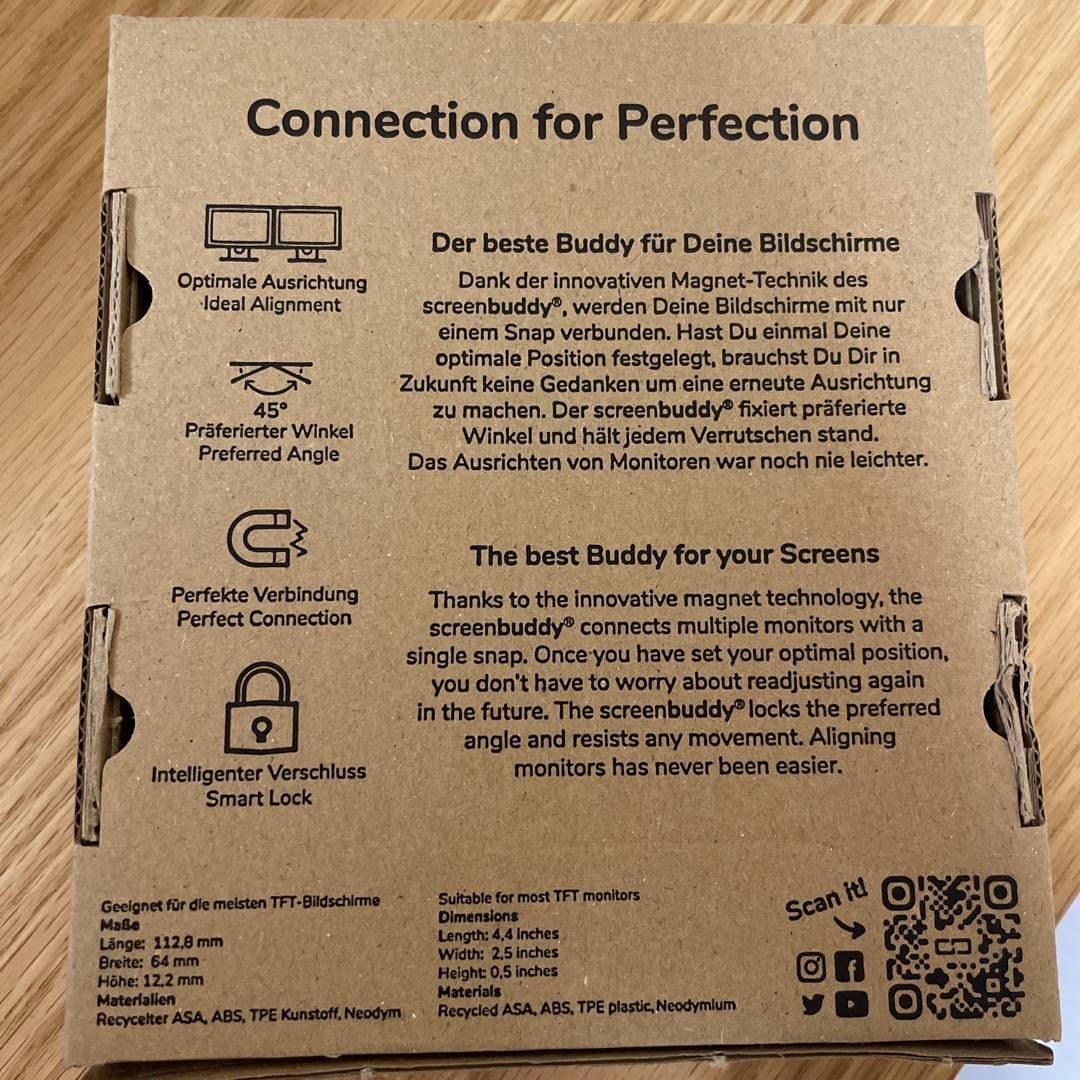 Connection for Perfection
Optimale Ausrichtung
Ideal Alignment
45°
Präferierter Winkel
Preferred Angle
Perfekte Verbindung
Perfect Connection
Intelligenter Verschluss
Smart Lock
Der beste Buddy für Deine Bildschirme
Dank der innovativen Magnet-Technik des
screenbuddy®, werden Deine Bildschirme mit nur
einem Snap verbunden. Hast Du einmal Deine
optimale Position festgelegt, brauchst Du Dir in
Zukunft keine Gedanken um eine erneute Ausrichtung
zu machen. Der screenbuddy® fixiert präferierte
Winkel und hält jedem Verrutschen stand.
Das Ausrichten von Monitoren war noch nie leichter.
The best Buddy for your Screens
Thanks to the innovative magnet technology, the
screenbuddy® connects multiple monitors with a
single snap. Once you have set your optimal position,
you don't have to worry about readjusting again
in the future. The screenbuddy® locks the preferred
angle and resists any movement. Aligning
monitors has never been easier.
Geeignet für die meisten TFT-Bildschirme
Maße
Länge: 112,8 mm
Breite: 64 mm
Höhe: 12,2 mm
Materialien
Recycelter ASA, ABS, TPE Kunstoff, Neodym
Suitable for most TFT monitors
Dimensions
Length: 4,4 inches
Width: 2,5 inches
Height: 0,5 inches
Materials
Recycled ASA, ABS, TPE plastic, Neodymium
Scan it!